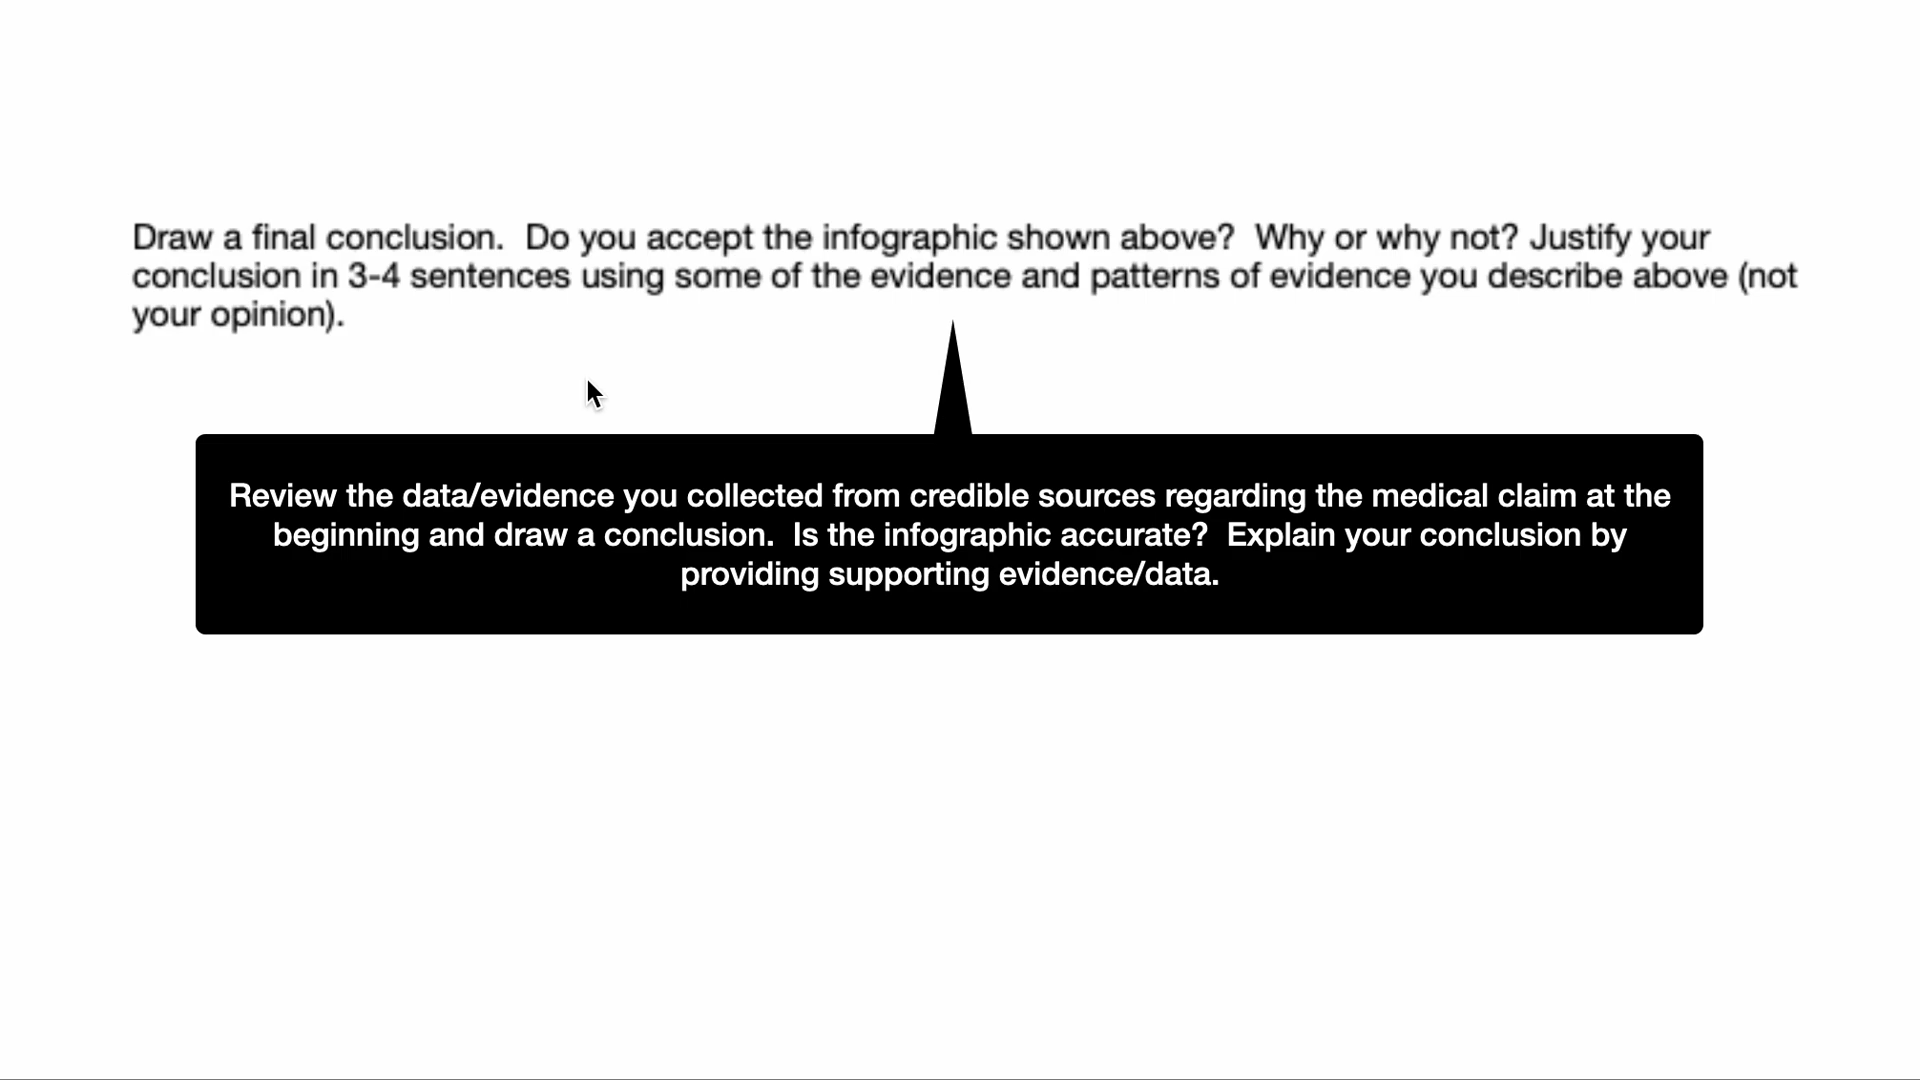 Draw a final conclusion.  Do you accept the infographic shown above?  Why or why not? Justify your
conclusion in 3-4 sentences using some of the evidence and patterns of evidence you describe above (not
your opinion).
Review the data/evidence you collected from credible sources regarding the medical claim at the
beginning and draw a conclusion.  Is the infographic accurate?  Explain your conclusion by
providing supporting evidence/data.